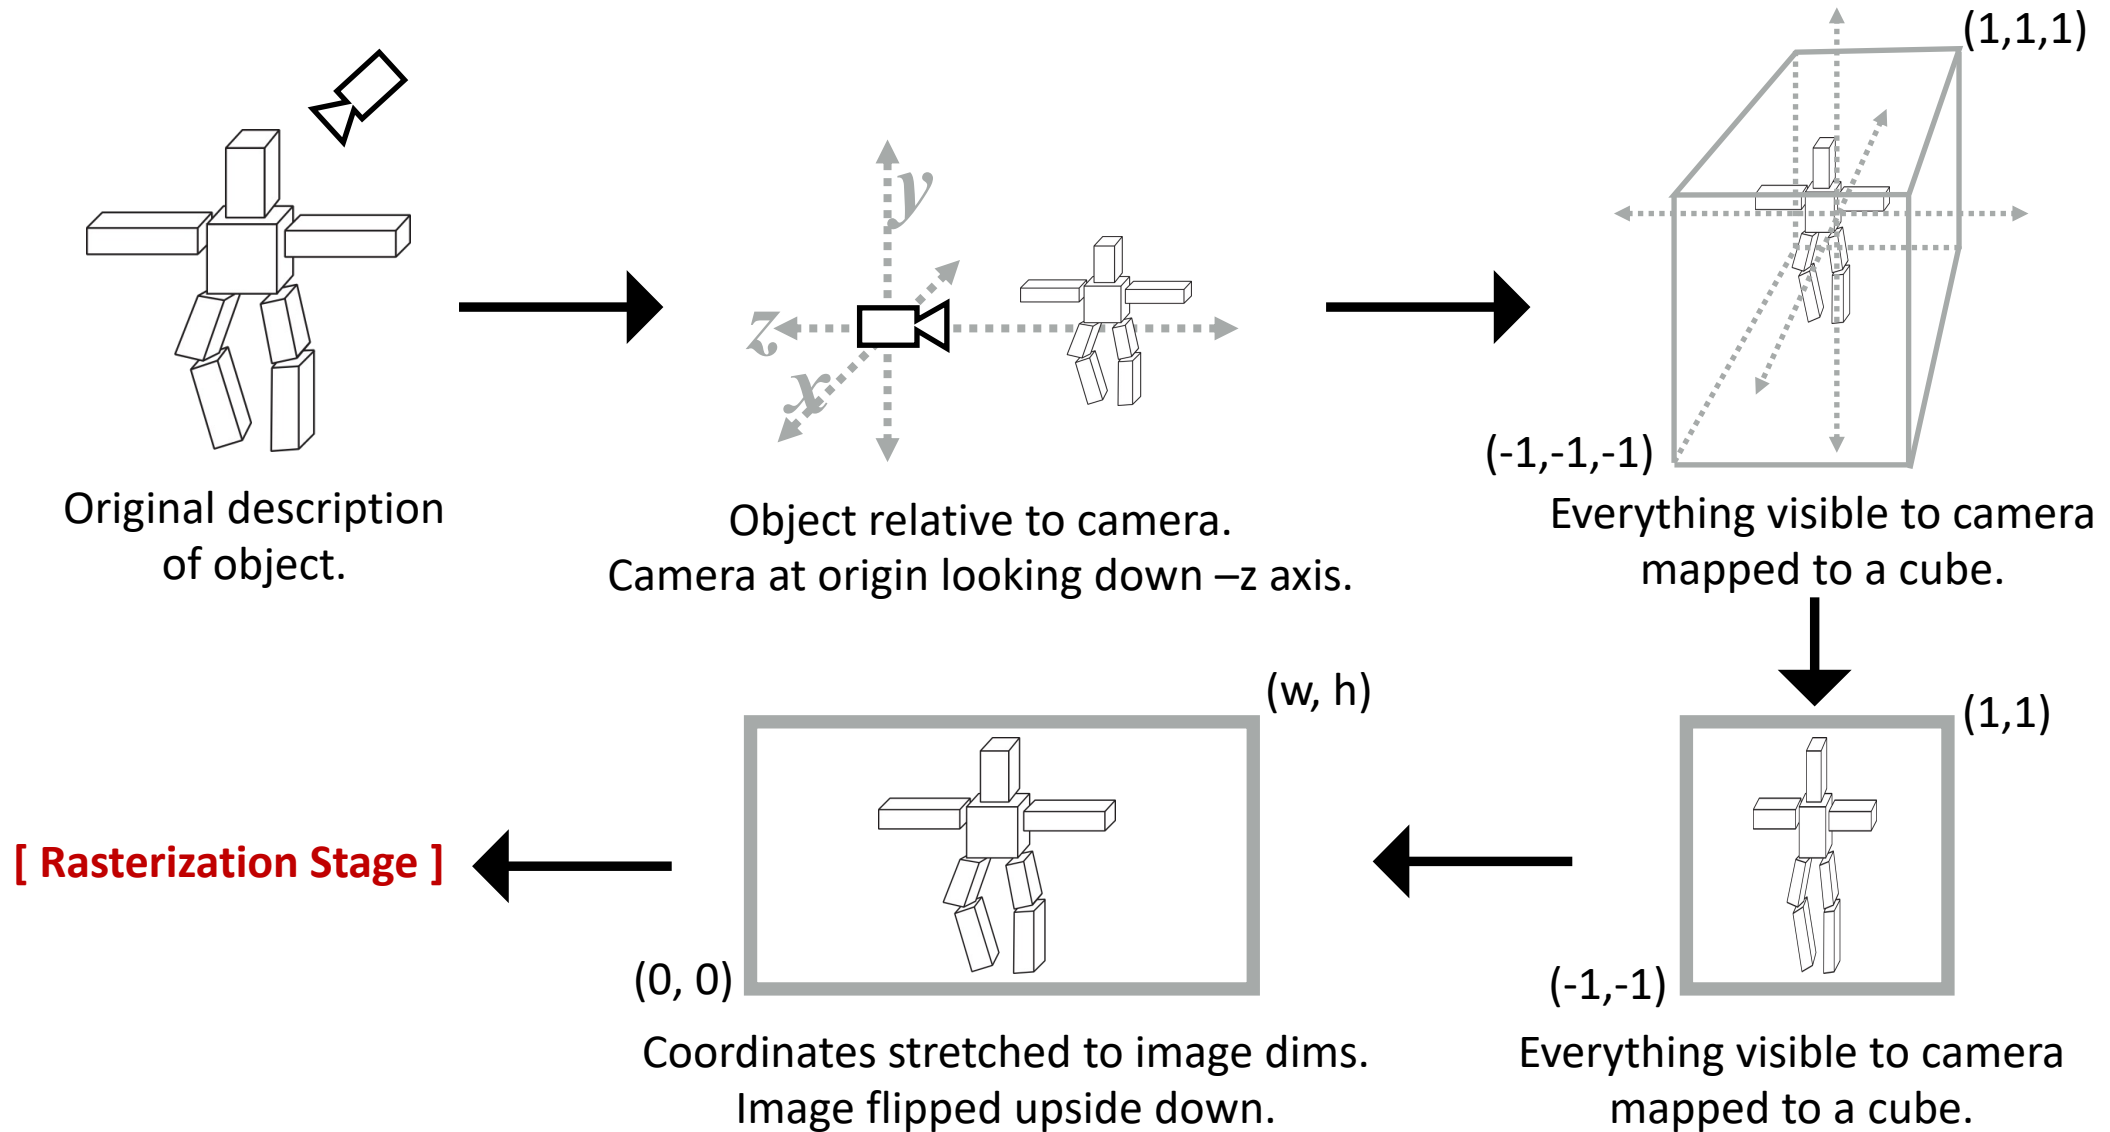 Original description
of object.
y
z
x
Object relative to camera.
Camera at origin looking down –z axis.
(1,1,1)
(-1,-1,-1)
Everything visible to camera
mapped to a cube.
(1,1)
(-1,-1)
Everything visible to camera
mapped to a cube.
(w, h)
(0, 0)
Coordinates stretched to image dims.
Image flipped upside down.
[ Rasterization Stage ]